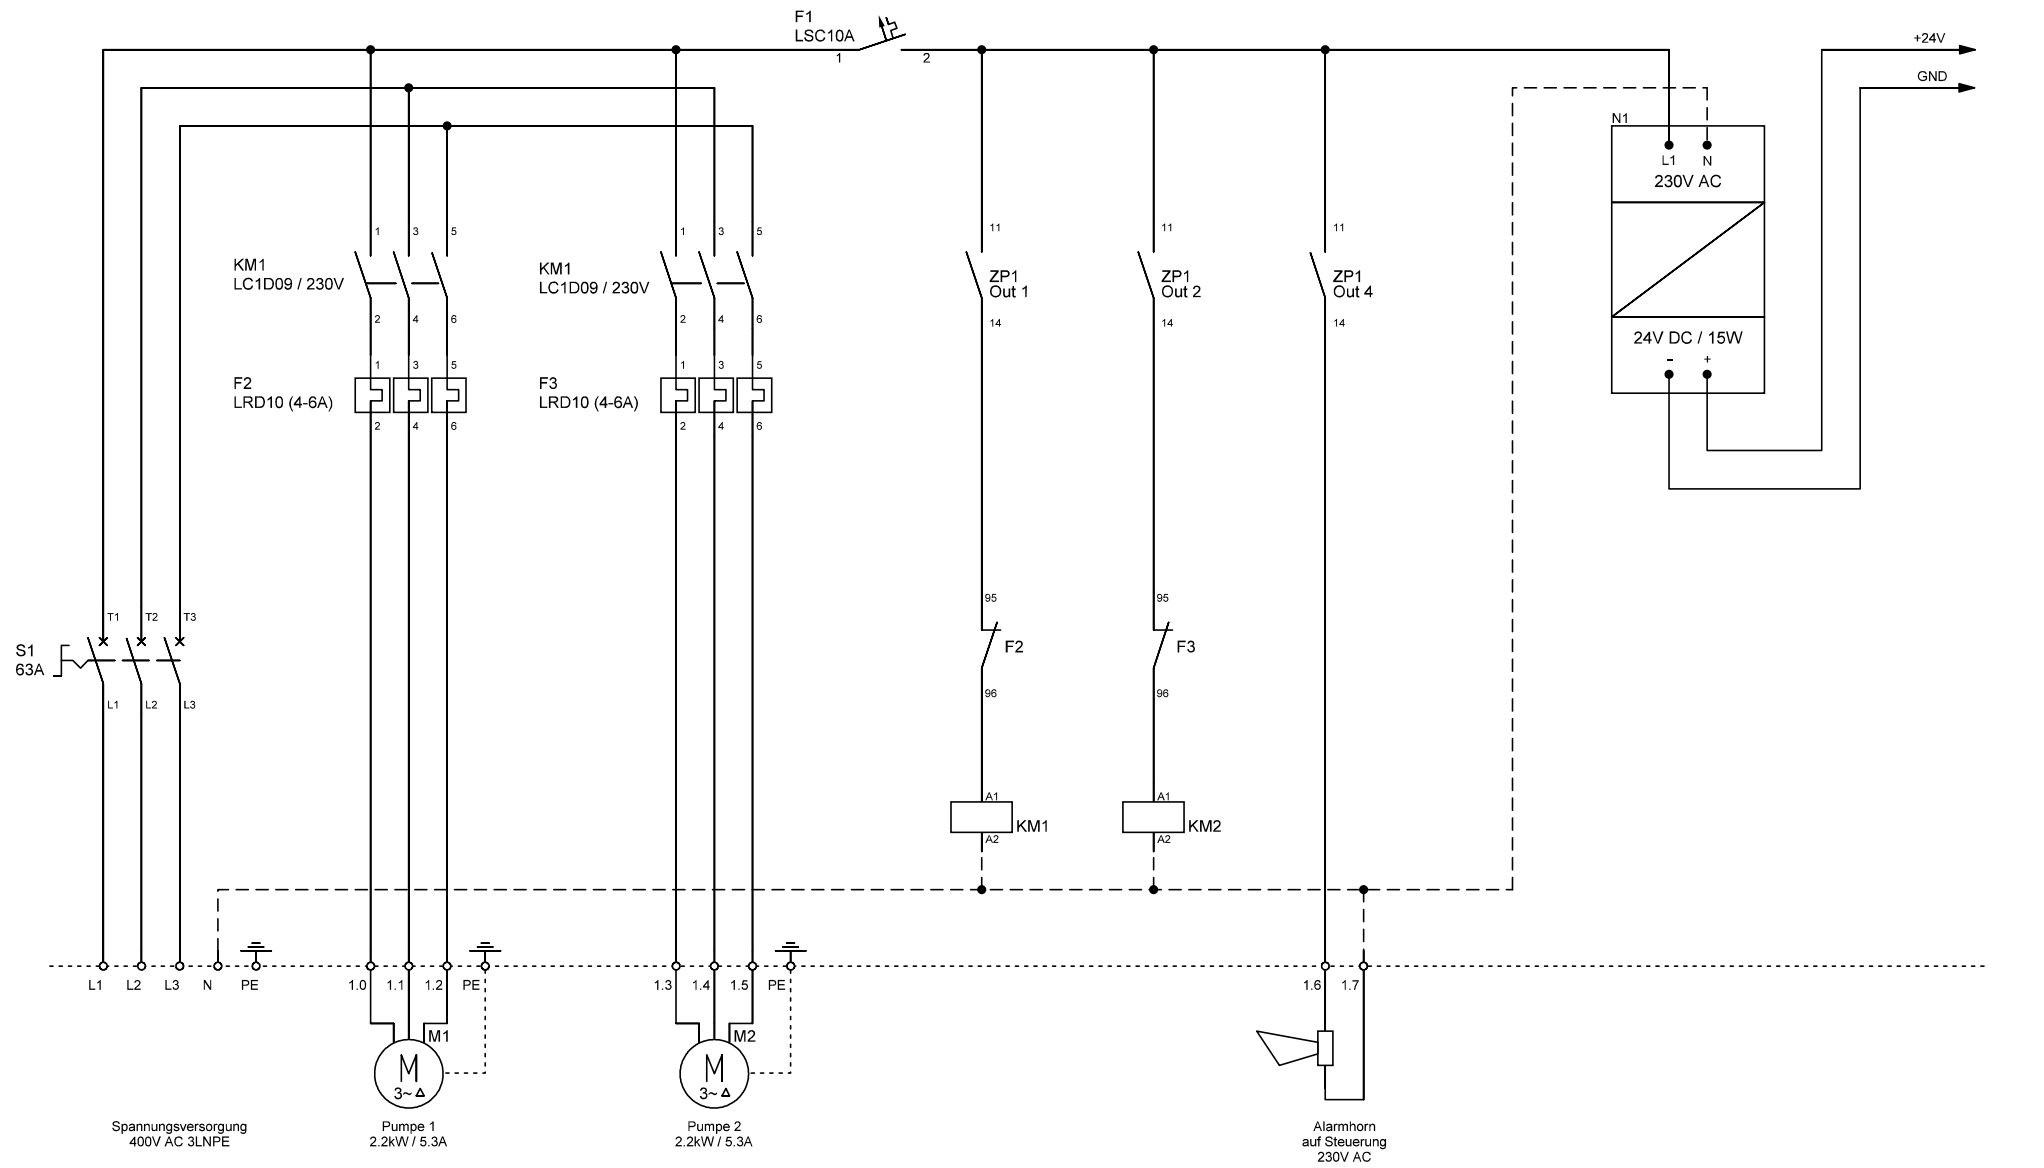 F1
LSC10A
1
2
+24V
GND
N1
L1 N
230V AC
24V DC / 15W
- +
1 3 5
KM1
LC1D09 / 230V
2 4 6
1 3 5
F2
LRD10 (4-6A)
2 4 6
1 3 5
KM1
LC1D09 / 230V
2 4 6
1 3 5
F3
LRD10 (4-6A)
2 4 6
11
ZP1
Out 1
14
11
ZP1
Out 2
14
11
ZP1
Out 4
14
T1 T2 T3
S1
63A
L1 L2 L3
95
F2
96
95
F3
96
A1
KM1
A2
A1
KM2
A2
L1 L2 L3 N PE
1.0 1.1 1.2 PE
1.3 1.4 1.5 PE
1.6 1.7
M1
M
3~ Δ
M2
M
3~ Δ
Spannungsversorgung
400V AC 3LNPE
Pumpe 1
2.2kW / 5.3A
Pumpe 2
2.2kW / 5.3A
Alarmhorn
auf Steuerung
230V AC